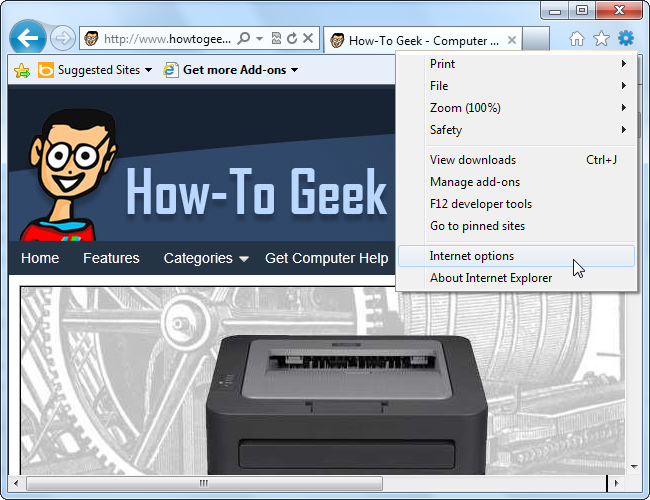 http://www.howtogee...
How-To Geek - Computer ...
Suggested Sites
Get more Add-ons
Print
File
Zoom (100%)
Safety
View downloads Ctrl+J
Manage add-ons
F12 developer tools
Go to pinned sites
Internet options
About Internet Explorer
How-To Geek
Home Features Categories Get Computer Help